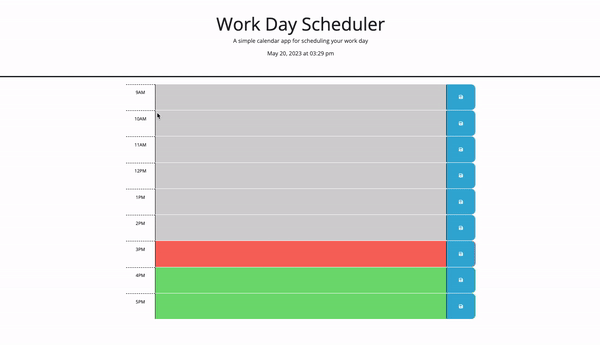 Work Day Scheduler
A simple calendar app for scheduling your work day
May 20, 2023 at 03:29 pm
9AM
10AM
11AM
12PM
1PM
2PM
3PM
4PM
5PM